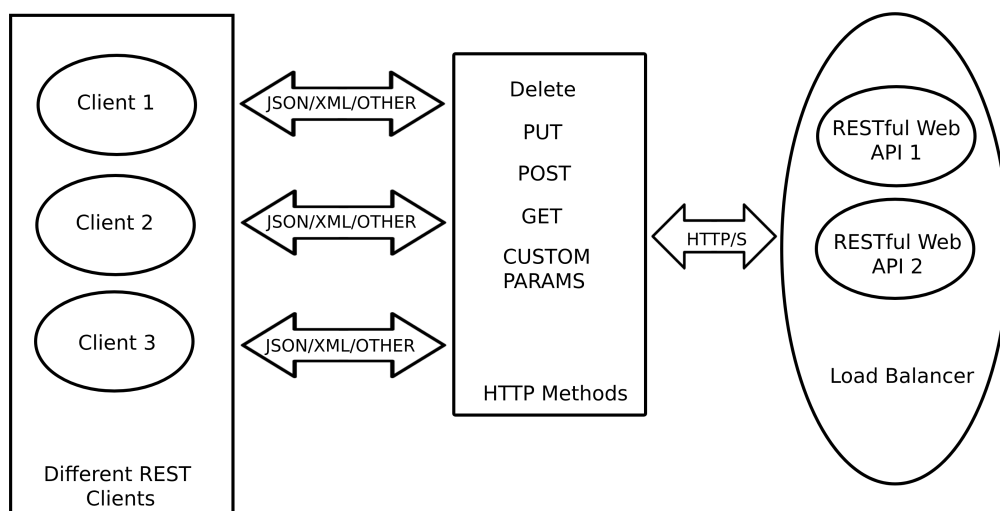 Client 1
Client 2
Client 3
Different REST
Clients
JSON/XML/OTHER
JSON/XML/OTHER
JSON/XML/OTHER
Delete
PUT
POST
GET
CUSTOM
PARAMS
HTTP Methods
HTTP/S
RESTful Web
API 1
RESTful Web
API 2
Load Balancer